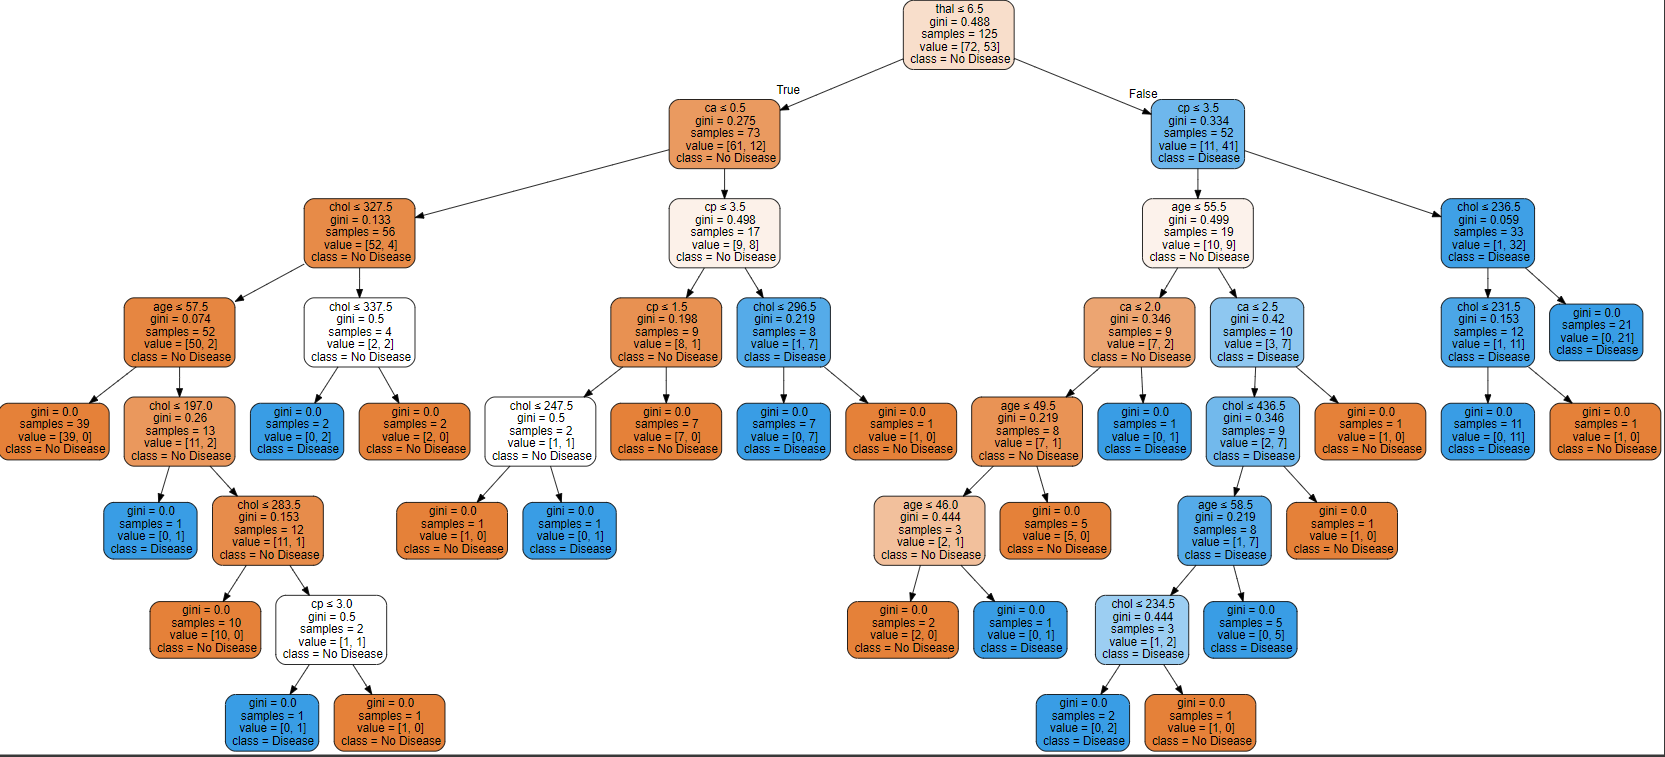 thal ≤ 6.5
gini = 0.488
samples = 125
value = [72, 53]
class = No Disease
True
False
ca ≤ 0.5
gini = 0.275
samples = 73
value = [61, 12]
class = No Disease
cp ≤ 3.5
gini = 0.334
samples = 52
value = [11, 41]
class = Disease
chol ≤ 327.5
gini = 0.133
samples = 56
value = [52, 4]
class = No Disease
cp ≤ 3.5
gini = 0.498
samples = 17
value = [9, 8]
class = No Disease
age ≤ 55.5
gini = 0.499
samples = 19
value = [10, 9]
class = No Disease
chol ≤ 236.5
gini = 0.059
samples = 33
value = [1, 32]
class = Disease
age ≤ 57.5
gini = 0.074
samples = 52
value = [50, 2]
class = No Disease
chol ≤ 337.5
gini = 0.5
samples = 4
value = [2, 2]
class = No Disease
cp ≤ 1.5
gini = 0.198
samples = 9
value = [8, 1]
class = No Disease
chol ≤ 296.5
gini = 0.219
samples = 8
value = [1, 7]
class = Disease
ca ≤ 2.0
gini = 0.346
samples = 9
value = [7, 2]
class = No Disease
ca ≤ 2.5
gini = 0.42
samples = 10
value = [3, 7]
class = Disease
chol ≤ 231.5
gini = 0.153
samples = 12
value = [1, 11]
class = Disease
gini = 0.0
samples = 21
value = [0, 21]
class = Disease
gini = 0.0
samples = 39
value = [39, 0]
class = No Disease
chol ≤ 197.0
gini = 0.26
samples = 13
value = [11, 2]
class = No Disease
gini = 0.0
samples = 2
value = [0, 2]
class = Disease
gini = 0.0
samples = 2
value = [2, 0]
class = No Disease
chol ≤ 247.5
gini = 0.5
samples = 2
value = [1, 1]
class = No Disease
gini = 0.0
samples = 7
value = [7, 0]
class = No Disease
gini = 0.0
samples = 7
value = [0, 7]
class = Disease
gini = 0.0
samples = 1
value = [1, 0]
class = No Disease
age ≤ 49.5
gini = 0.219
samples = 8
value = [7, 1]
class = No Disease
gini = 0.0
samples = 1
value = [0, 1]
class = Disease
chol ≤ 436.5
gini = 0.346
samples = 9
value = [2, 7]
class = Disease
gini = 0.0
samples = 1
value = [1, 0]
class = No Disease
gini = 0.0
samples = 11
value = [0, 11]
class = Disease
gini = 0.0
samples = 1
value = [1, 0]
class = No Disease
gini = 0.0
samples = 1
value = [0, 1]
class = Disease
chol ≤ 283.5
gini = 0.153
samples = 12
value = [11, 1]
class = No Disease
gini = 0.0
samples = 1
value = [1, 0]
class = No Disease
gini = 0.0
samples = 1
value = [0, 1]
class = Disease
age ≤ 46.0
gini = 0.444
samples = 3
value = [2, 1]
class = No Disease
gini = 0.0
samples = 5
value = [5, 0]
class = No Disease
age ≤ 58.5
gini = 0.219
samples = 8
value = [1, 7]
class = Disease
gini = 0.0
samples = 1
value = [1, 0]
class = No Disease
gini = 0.0
samples = 10
value = [10, 0]
class = No Disease
cp ≤ 3.0
gini = 0.5
samples = 2
value = [1, 1]
class = No Disease
gini = 0.0
samples = 2
value = [2, 0]
class = No Disease
gini = 0.0
samples = 1
value = [0, 1]
class = Disease
chol ≤ 234.5
gini = 0.444
samples = 3
value = [1, 2]
class = Disease
gini = 0.0
samples = 5
value = [0, 5]
class = Disease
gini = 0.0
samples = 1
value = [0, 1]
class = Disease
gini = 0.0
samples = 1
value = [1, 0]
class = No Disease
gini = 0.0
samples = 2
value = [0, 2]
class = Disease
gini = 0.0
samples = 1
value = [1, 0]
class = No Disease